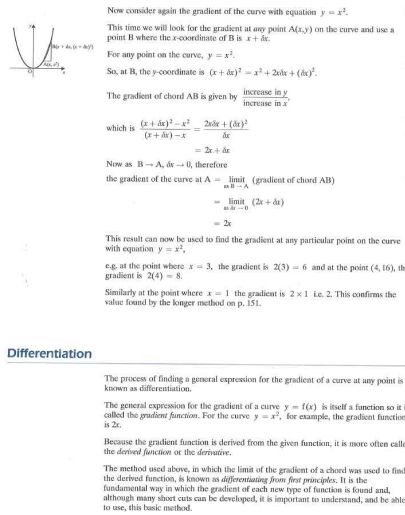 Now consider again the gradient of the curve with equation y = x².
This time we will look for the gradient at any point A(x,y) on the curve and use a
point B where the x-coordinate of B is x + δx.
For any point on the curve, y = x².
So, at B, the y-coordinate is (x + δx)² = x² + 2xδx + (δx)².
The gradient of chord AB is given by increase in y / increase in x,
which is ((x + δx)² − x²) / ((x + δx) − x) = (2xδx + (δx)²) / δx
= 2x + δx
Now as B → A, δx → 0, therefore
the gradient of the curve at A = limit as B → A (gradient of chord AB)
= limit as δx → 0 (2x + δx)
= 2x
This result can now be used to find the gradient at any particular point on the curve
with equation y = x²,
e.g. at the point where x = 3, the gradient is 2(3) = 6 and at the point (4, 16), th
gradient is 2(4) = 8.
Similarly at the point where x = 1 the gradient is 2 × 1 i.e. 2. This confirms the
value found by the longer method on p. 151.
Differentiation
The process of finding a general expression for the gradient of a curve at any point is
known as differentiation.
The general expression for the gradient of a curve y = f(x) is itself a function so it i
called the gradient function. For the curve y = x², for example, the gradient function
is 2x.
Because the gradient function is derived from the given function, it is more often calle
the derived function or the derivative.
The method used above, in which the limit of the gradient of a chord was used to find
the derived function, is known as differentiating from first principles. It is the
fundamental way in which the gradient of each new type of function is found and,
although many short cuts can be developed, it is important to understand, and be able
to use, this basic method.